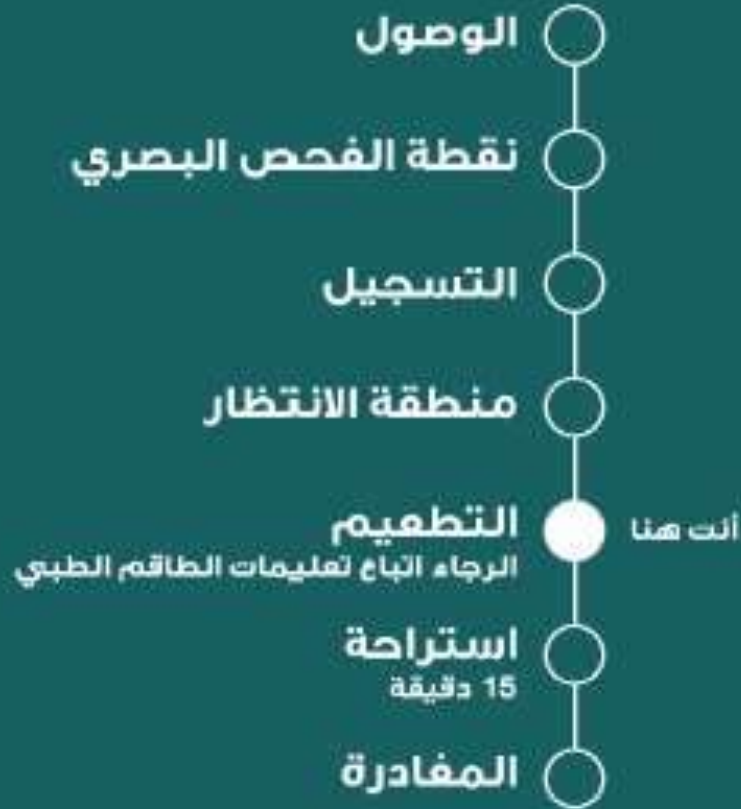 الوصول
نقطة الفحص البصري
التسجيل
منطقة الانتظار
أنت هنا
التطعيم
الرجاء اتباع تعليمات الطاقم الطبي
استراحة
15 دقيقة
المغادرة